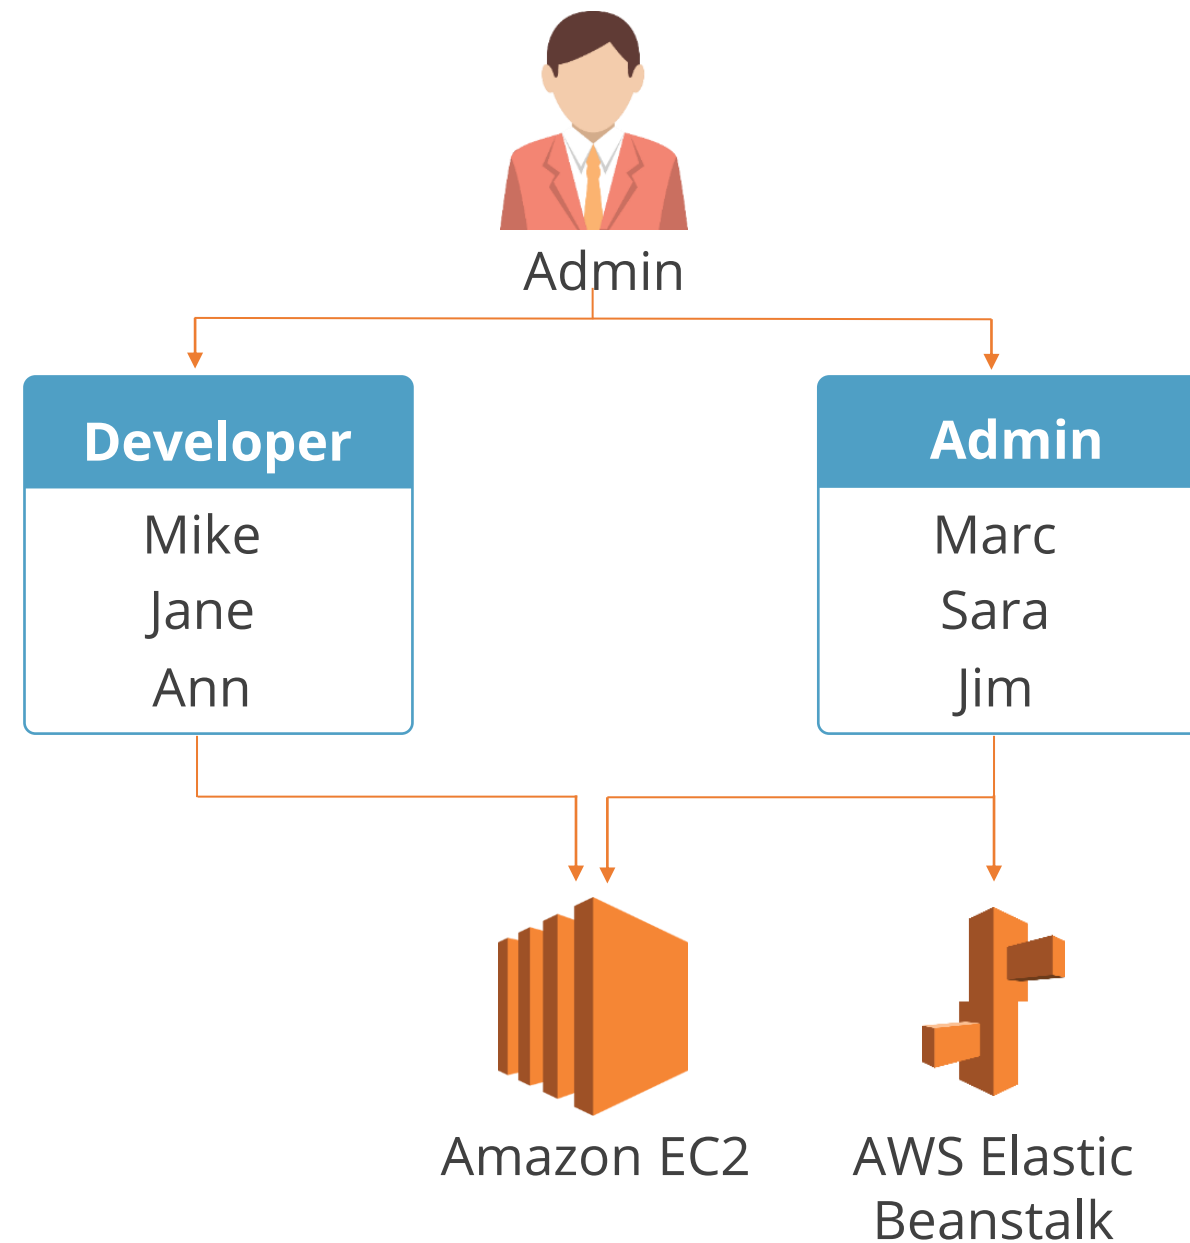 Admin
Developer
Admin
Mike
Jane
Ann
Marc
Sara
Jim
Amazon EC2
AWS Elastic
Beanstalk